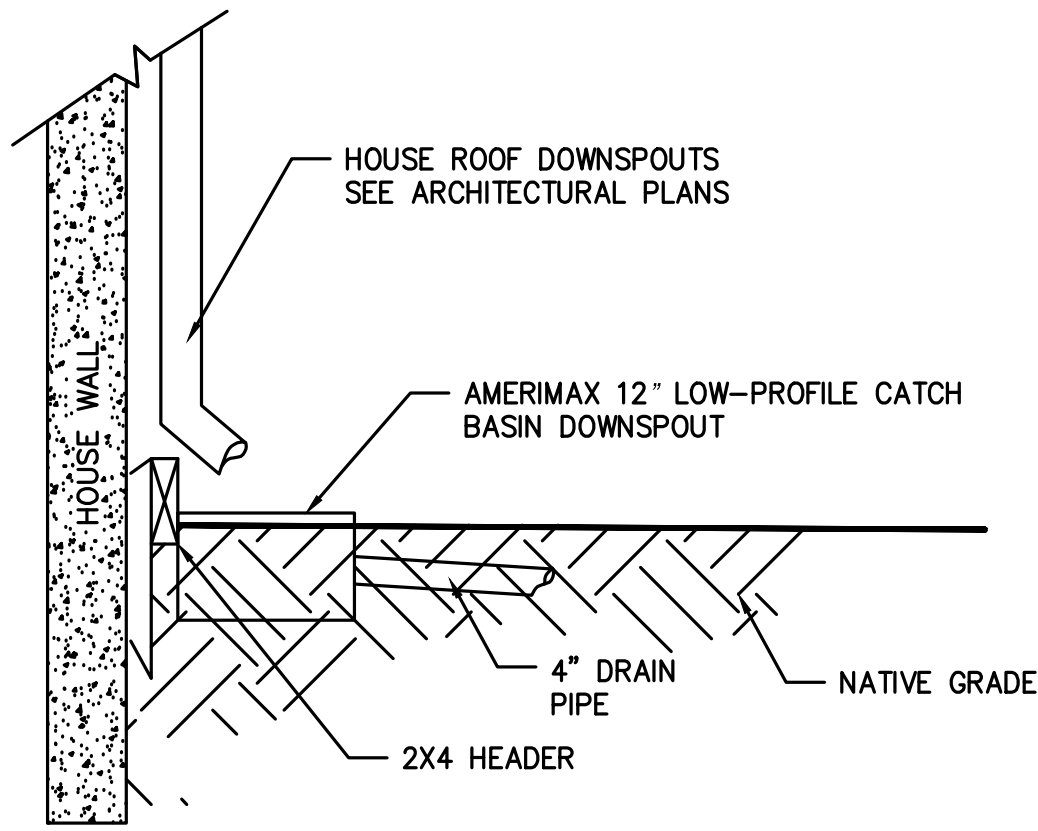 HOUSE ROOF DOWNSPOUTS
SEE ARCHITECTURAL PLANS
HOUSE WALL
AMERIMAX 12" LOW-PROFILE CATCH
BASIN DOWNSPOUT
4" DRAIN
PIPE
NATIVE GRADE
2X4 HEADER